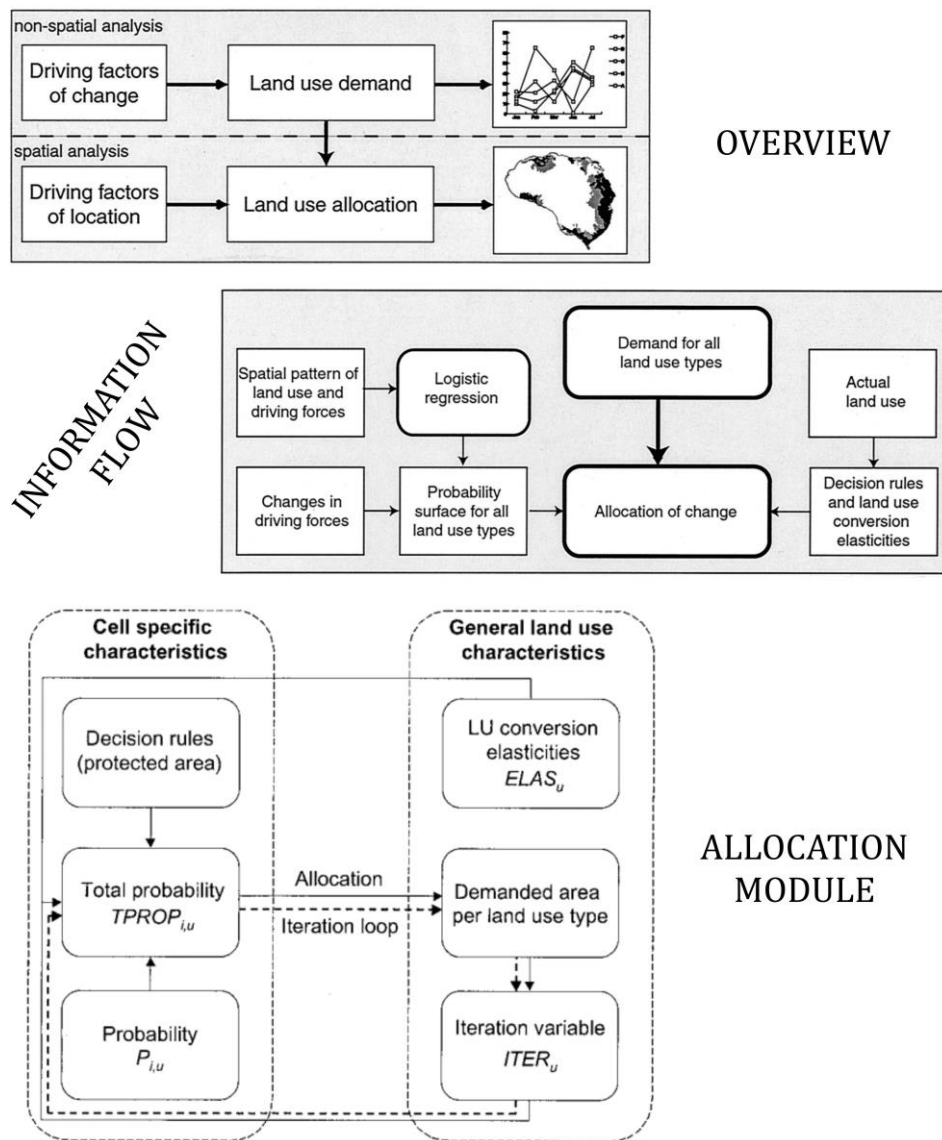 non-spatial analysis
Driving factors
of change
Land use demand
spatial analysis
Driving factors
of location
Land use allocation
OVERVIEW
INFORMATION
FLOW
Spatial pattern of
land use and
driving forces
Logistic
regression
Demand for all
land use types
Actual
land use
Changes in
driving forces
Probability
surface for all
land use types
Allocation of change
Decision rules
and land use
conversion
elasticities
Cell specific
characteristics
General land use
characteristics
Decision rules
(protected area)
LU conversion
elasticities
ELAS_u
Total probability
TPROP_i,u
Allocation
Iteration loop
Demanded area
per land use type
Probability
P_i,u
Iteration variable
ITER_u
ALLOCATION
MODULE